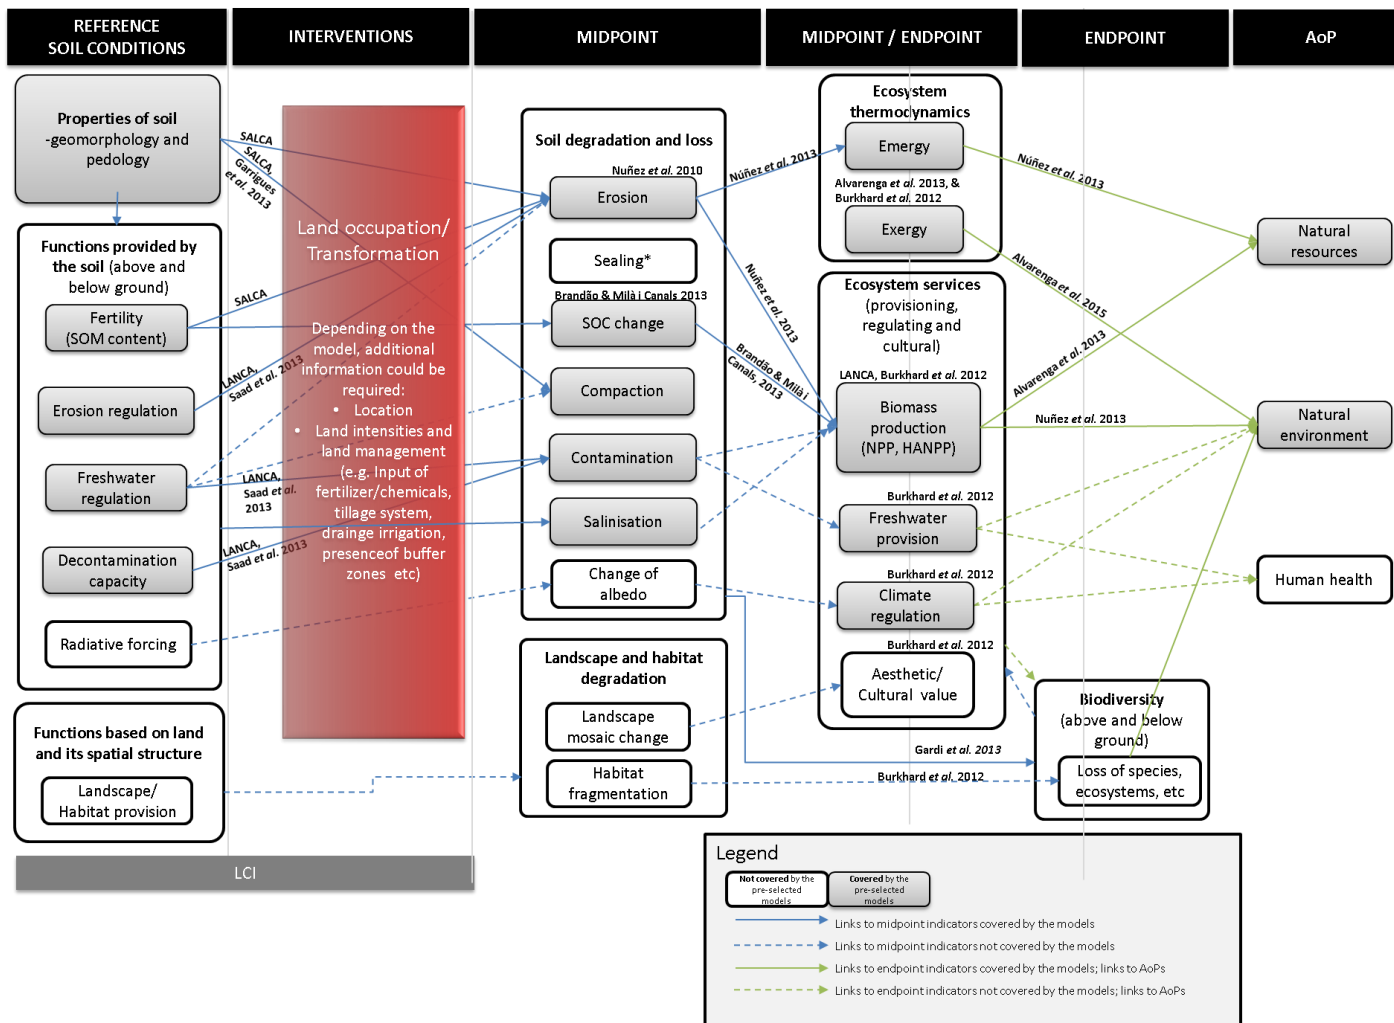 REFERENCE
SOIL CONDITIONS
INTERVENTIONS
MIDPOINT
MIDPOINT / ENDPOINT
ENDPOINT
AoP
Properties of soil
-geomorphology and
pedology
Functions provided by
the soil (above and
below ground)
Fertility
(SOM content)
Erosion regulation
Freshwater
regulation
Decontamination
capacity
Radiative forcing
Functions based on land
and its spatial structure
Landscape/
Habitat provision
LCI
SALCA
SALCA,
Garrigues
et al. 2013
SALCA
LANCA,
Saad et al. 2013
LANCA,
Saad et al.
2013
LANCA,
Saad et al. 2013
Land occupation/
Transformation
Depending on the
model, additional
information could be
required:
• Location
• Land intensities and
land management
(e.g. Input of
fertilizer/chemicals,
tillage system,
drainge irrigation,
presenceof buffer
zones etc)
Soil degradation and loss
Nuñez et al. 2010
Erosion
Sealing*
Brandão & Milà i Canals 2013
SOC change
Compaction
Contamination
Salinisation
Change of
albedo
Landscape and habitat
degradation
Landscape
mosaic change
Habitat
fragmentation
Núñez et al. 2013
Nuñez et al. 2013
Brandão & Milà i
Canals, 2013
Ecosystem
thermodynamics
Emergy
Alvarenga et al. 2013, &
Burkhard et al. 2012
Exergy
Ecosystem services
(provisioning,
regulating and
cultural)
LANCA, Burkhard et al. 2012
Biomass
production
(NPP, HANPP)
Burkhard et al. 2012
Freshwater
provision
Burkhard et al. 2012
Climate
regulation
Burkhard et al. 2012
Aesthetic/
Cultural value
Gardi et al. 2013
Burkhard et al. 2012
Núñez et al. 2013
Alvarenga et al. 2015
Alvarenga et al. 2013
Nuñez et al. 2013
Biodiversity
(above and below
ground)
Loss of species,
ecosystems, etc
Natural
resources
Natural
environment
Human health
Legend
Not covered by the
pre-selected
models
Covered by the
pre-selected
models
Links to midpoint indicators covered by the models
Links to midpoint indicators not covered by the models
Links to endpoint indicators covered by the models; links to AoPs
Links to endpoint indicators not covered by the models; links to AoPs